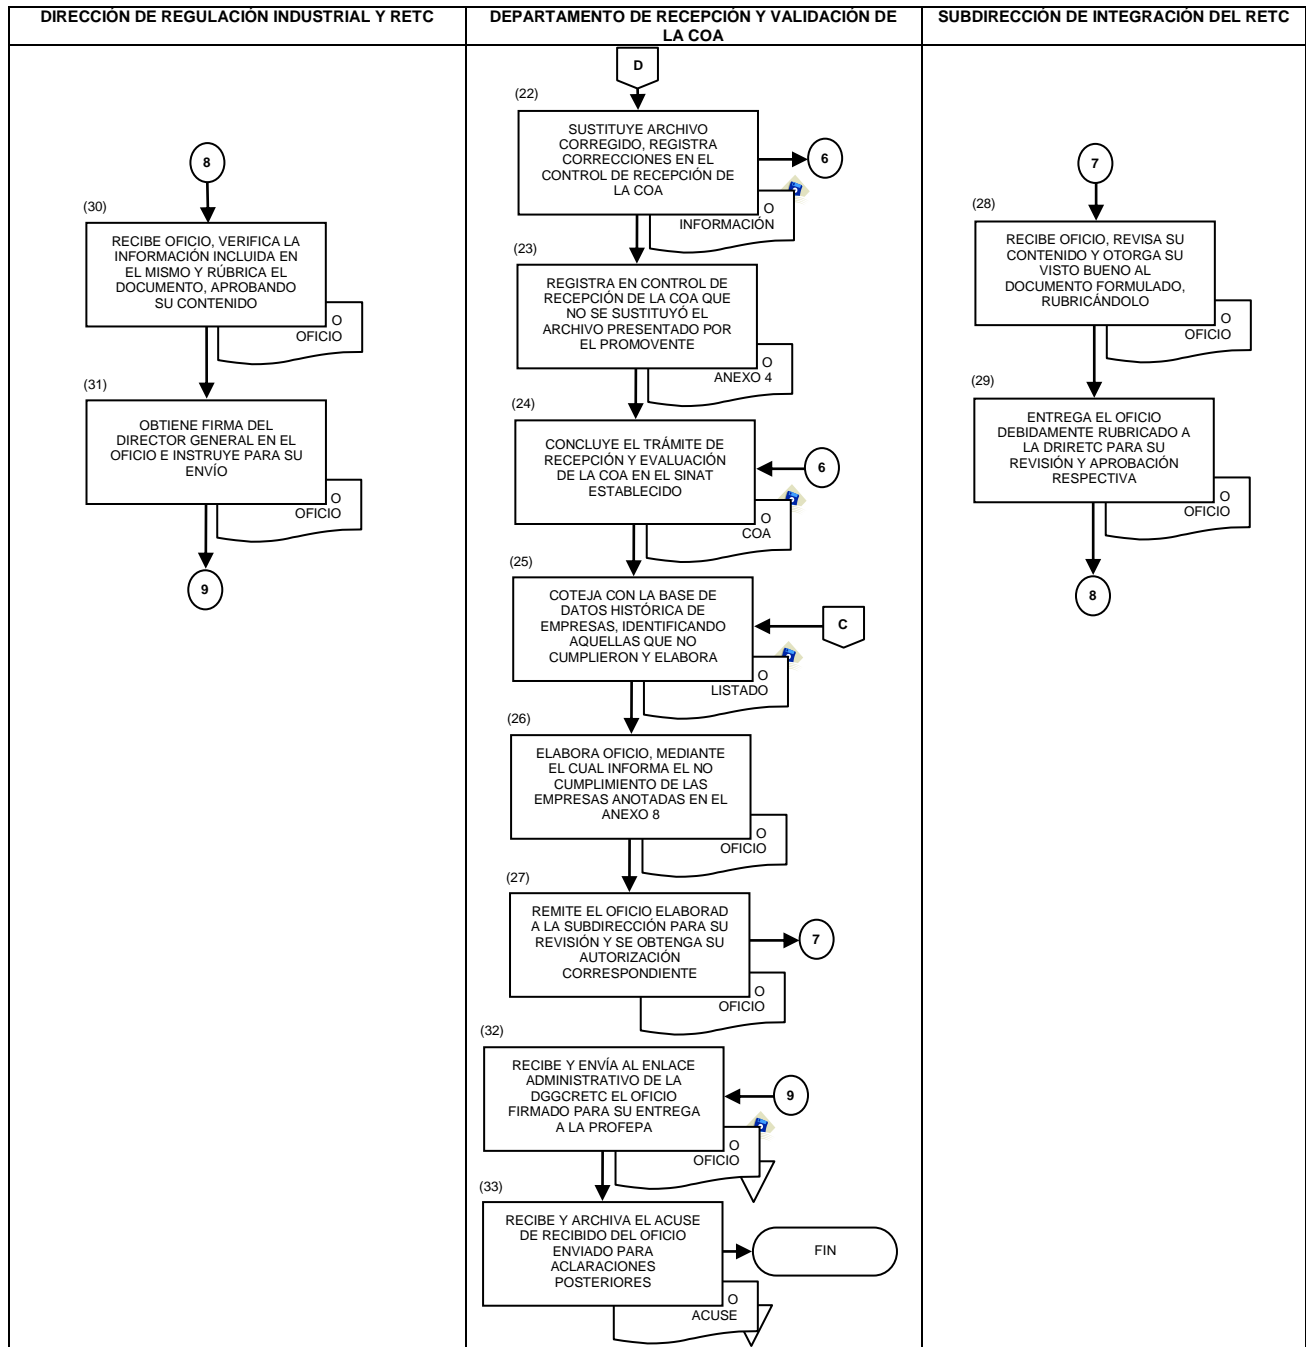 DIRECCIÓN DE REGULACIÓN INDUSTRIAL Y RETC
DEPARTAMENTO DE RECEPCIÓN Y VALIDACIÓN DE
LA COA
SUBDIRECCIÓN DE INTEGRACIÓN DEL RETC
8
(30)
RECIBE OFICIO, VERIFICA LA
INFORMACIÓN INCLUIDA EN
EL MISMO Y RÚBRICA EL
DOCUMENTO, APROBANDO
SU CONTENIDO
O
OFICIO
(31)
OBTIENE FIRMA DEL
DIRECTOR GENERAL EN EL
OFICIO E INSTRUYE PARA SU
ENVÍO
O
OFICIO
9
D
(22)
SUSTITUYE ARCHIVO
CORREGIDO, REGISTRA
CORRECCIONES EN EL
CONTROL DE RECEPCIÓN DE
LA COA
6
O
INFORMACIÓN
(23)
REGISTRA EN CONTROL DE
RECEPCIÓN DE LA COA QUE
NO SE SUSTITUYÓ EL
ARCHIVO PRESENTADO POR
EL PROMOVENTE
O
ANEXO 4
(24)
CONCLUYE EL TRÁMITE DE
RECEPCIÓN Y EVALUACIÓN
DE LA COA EN EL SINAT
ESTABLECIDO
6
O
COA
(25)
COTEJA CON LA BASE DE
DATOS HISTÓRICA DE
EMPRESAS, IDENTIFICANDO
AQUELLAS QUE NO
CUMPLIERON Y ELABORA
C
O
LISTADO
(26)
ELABORA OFICIO, MEDIANTE
EL CUAL INFORMA EL NO
CUMPLIMIENTO DE LAS
EMPRESAS ANOTADAS EN EL
ANEXO 8
O
OFICIO
(27)
REMITE EL OFICIO ELABORAD
A LA SUBDIRECCIÓN PARA SU
REVISIÓN Y SE OBTENGA SU
AUTORIZACIÓN
CORRESPONDIENTE
7
O
OFICIO
(32)
RECIBE Y ENVÍA AL ENLACE
ADMINISTRATIVO DE LA
DGGCRETC EL OFICIO
FIRMADO PARA SU ENTREGA
A LA PROFEPA
9
O
OFICIO
(33)
RECIBE Y ARCHIVA EL ACUSE
DE RECIBIDO DEL OFICIO
ENVIADO PARA
ACLARACIONES
POSTERIORES
FIN
O
ACUSE
7
(28)
RECIBE OFICIO, REVISA SU
CONTENIDO Y OTORGA SU
VISTO BUENO AL
DOCUMENTO FORMULADO,
RUBRICÁNDOLO
O
OFICIO
(29)
ENTREGA EL OFICIO
DEBIDAMENTE RUBRICADO A
LA DRIRETC PARA SU
REVISIÓN Y APROBACIÓN
RESPECTIVA
O
OFICIO
8